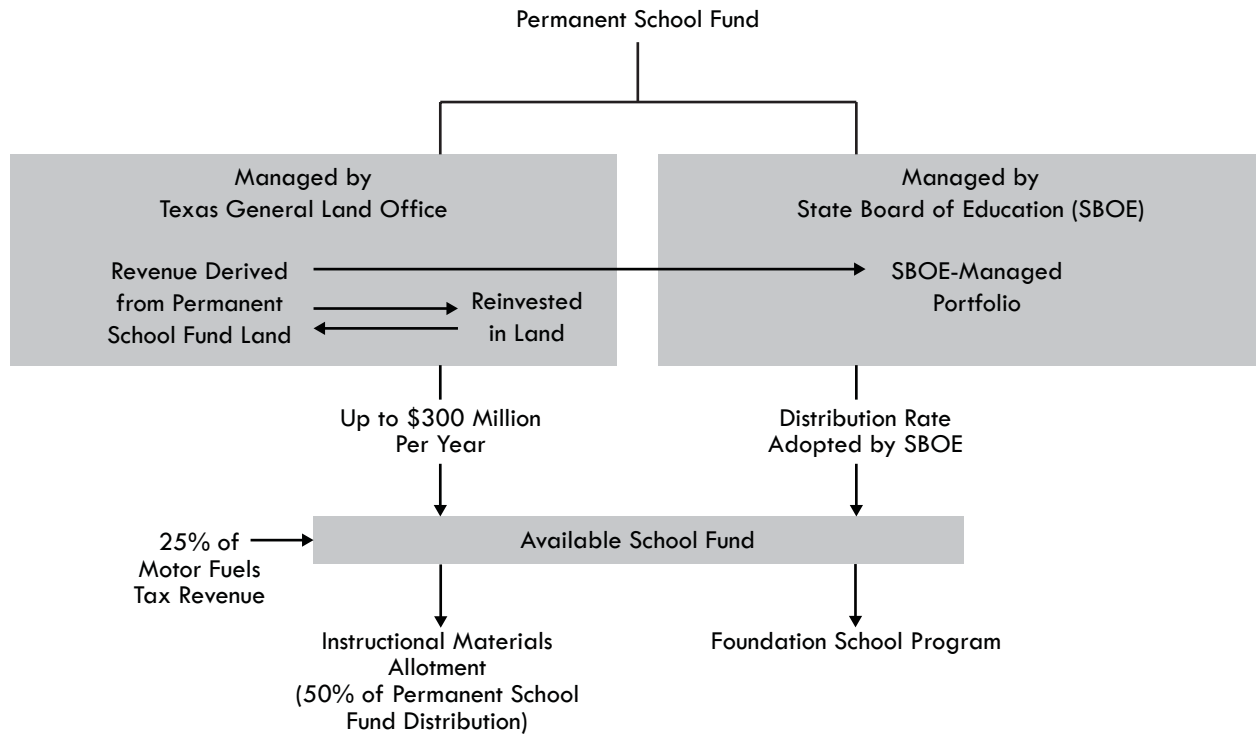 Permanent School Fund
Managed by
Texas General Land Office
Revenue Derived
from Permanent
School Fund Land
Reinvested
in Land
Managed by
State Board of Education (SBOE)
SBOE-Managed
Portfolio
Up to $300 Million
Per Year
Distribution Rate
Adopted by SBOE
25% of
Motor Fuels
Tax Revenue
Available School Fund
Instructional Materials
Allotment
(50% of Permanent School
Fund Distribution)
Foundation School Program